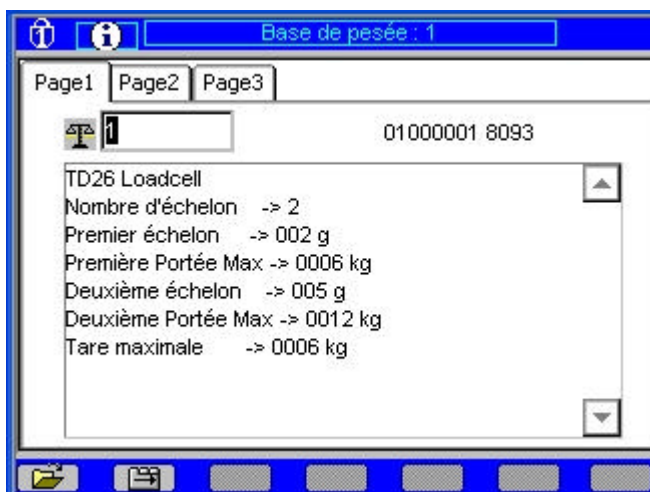 Base de pesée : 1
Page1 Page2 Page3
1 01000001 8093
TD26 Loadcell
Nombre d'échelon -> 2
Premier échelon -> 002 g
Première Portée Max -> 0006 kg
Deuxième échelon -> 005 g
Deuxième Portée Max -> 0012 kg
Tare maximale -> 0006 kg